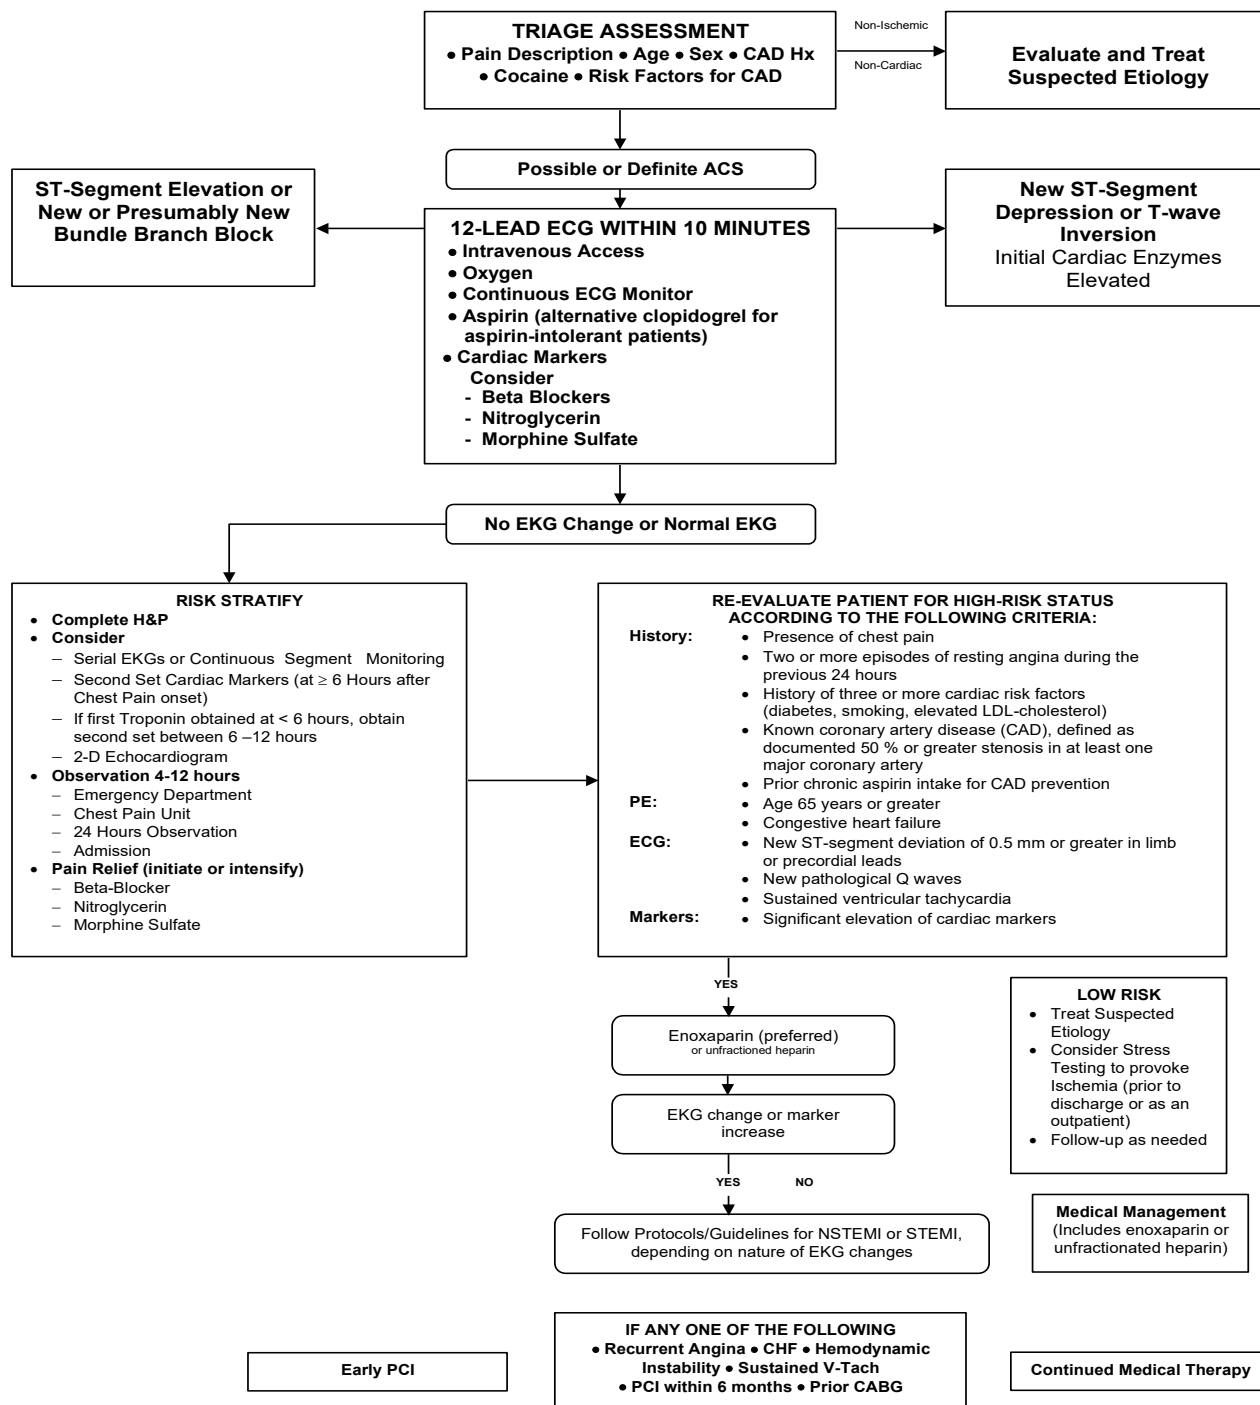 TRIAGE ASSESSMENT
● Pain Description ● Age ● Sex ● CAD Hx
● Cocaine ● Risk Factors for CAD
Non-Ischemic
Non-Cardiac
Evaluate and Treat
Suspected Etiology
Possible or Definite ACS
ST-Segment Elevation or
New or Presumably New
Bundle Branch Block
12-LEAD ECG WITHIN 10 MINUTES
● Intravenous Access
● Oxygen
● Continuous ECG Monitor
● Aspirin (alternative clopidogrel for
aspirin-intolerant patients)
● Cardiac Markers
Consider
- Beta Blockers
- Nitroglycerin
- Morphine Sulfate
New ST-Segment
Depression or T-wave
Inversion
Initial Cardiac Enzymes
Elevated
No EKG Change or Normal EKG
RISK STRATIFY
• Complete H&P
• Consider
– Serial EKGs or Continuous Segment Monitoring
– Second Set Cardiac Markers (at ≥ 6 Hours after
Chest Pain onset)
– If first Troponin obtained at < 6 hours, obtain
second set between 6 –12 hours
– 2-D Echocardiogram
• Observation 4-12 hours
– Emergency Department
– Chest Pain Unit
– 24 Hours Observation
– Admission
• Pain Relief (initiate or intensify)
– Beta-Blocker
– Nitroglycerin
– Morphine Sulfate
RE-EVALUATE PATIENT FOR HIGH-RISK STATUS
ACCORDING TO THE FOLLOWING CRITERIA:
History: • Presence of chest pain
• Two or more episodes of resting angina during the
previous 24 hours
• History of three or more cardiac risk factors
(diabetes, smoking, elevated LDL-cholesterol)
• Known coronary artery disease (CAD), defined as
documented 50 % or greater stenosis in at least one
major coronary artery
• Prior chronic aspirin intake for CAD prevention
PE: • Age 65 years or greater
• Congestive heart failure
ECG: • New ST-segment deviation of 0.5 mm or greater in limb
or precordial leads
• New pathological Q waves
• Sustained ventricular tachycardia
Markers: • Significant elevation of cardiac markers
YES
Enoxaparin (preferred)
or unfractioned heparin
EKG change or marker
increase
YES NO
Follow Protocols/Guidelines for NSTEMI or STEMI,
depending on nature of EKG changes
LOW RISK
• Treat Suspected
Etiology
• Consider Stress
Testing to provoke
Ischemia (prior to
discharge or as an
outpatient)
• Follow-up as needed
Medical Management
(Includes enoxaparin or
unfractionated heparin)
Early PCI
IF ANY ONE OF THE FOLLOWING
● Recurrent Angina ● CHF ● Hemodynamic
Instability ● Sustained V-Tach
● PCI within 6 months ● Prior CABG
Continued Medical Therapy